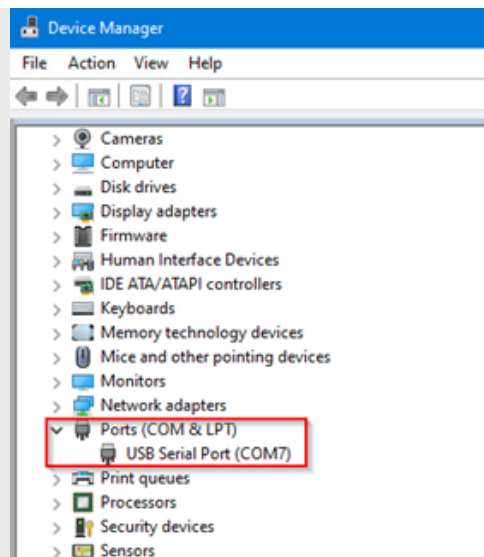 Device Manager
File Action View Help
Cameras
Computer
Disk drives
Display adapters
Firmware
Human Interface Devices
IDE ATA/ATAPI controllers
Keyboards
Memory technology devices
Mice and other pointing devices
Monitors
Network adapters
Ports (COM & LPT)
USB Serial Port (COM7)
Print queues
Processors
Security devices
Sensors